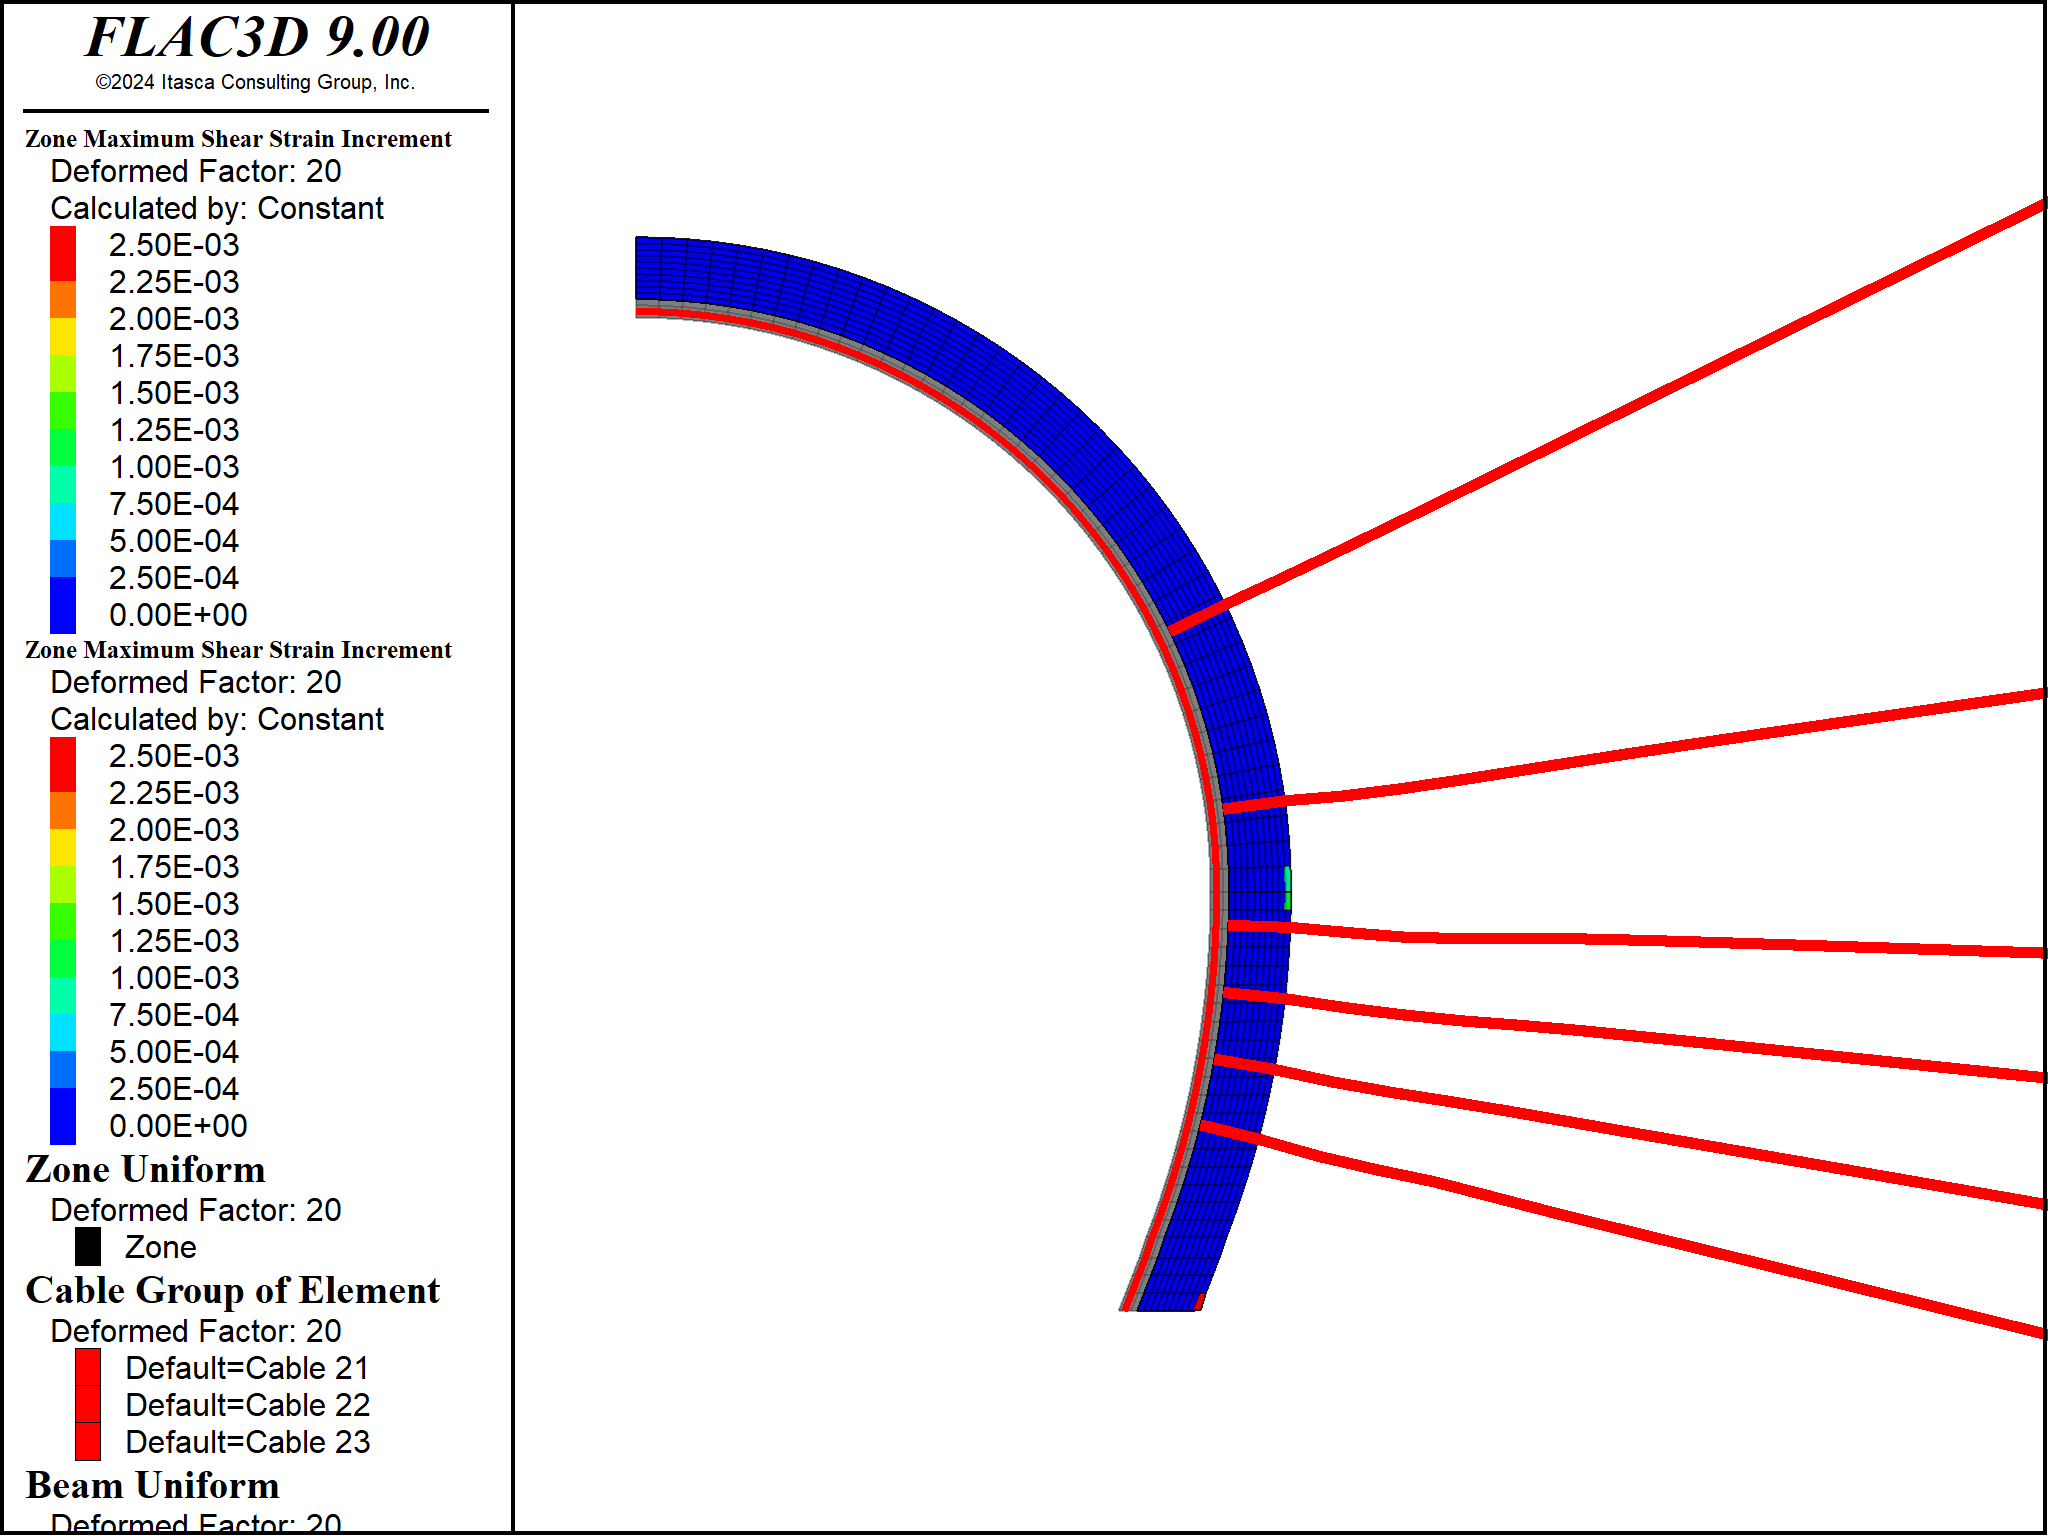 FLAC3D 9.00
©2024 Itasca Consulting Group, Inc.
Zone Maximum Shear Strain Increment
Deformed Factor: 20
Calculated by: Constant
2.50E-03
2.25E-03
2.00E-03
1.75E-03
1.50E-03
1.25E-03
1.00E-03
7.50E-04
5.00E-04
2.50E-04
0.00E+00
Zone Maximum Shear Strain Increment
Deformed Factor: 20
Calculated by: Constant
2.50E-03
2.25E-03
2.00E-03
1.75E-03
1.50E-03
1.25E-03
1.00E-03
7.50E-04
5.00E-04
2.50E-04
0.00E+00
Zone Uniform
Deformed Factor: 20
Zone
Cable Group of Element
Deformed Factor: 20
Default=Cable 21
Default=Cable 22
Default=Cable 23
Beam Uniform
Deformed Factor: 20